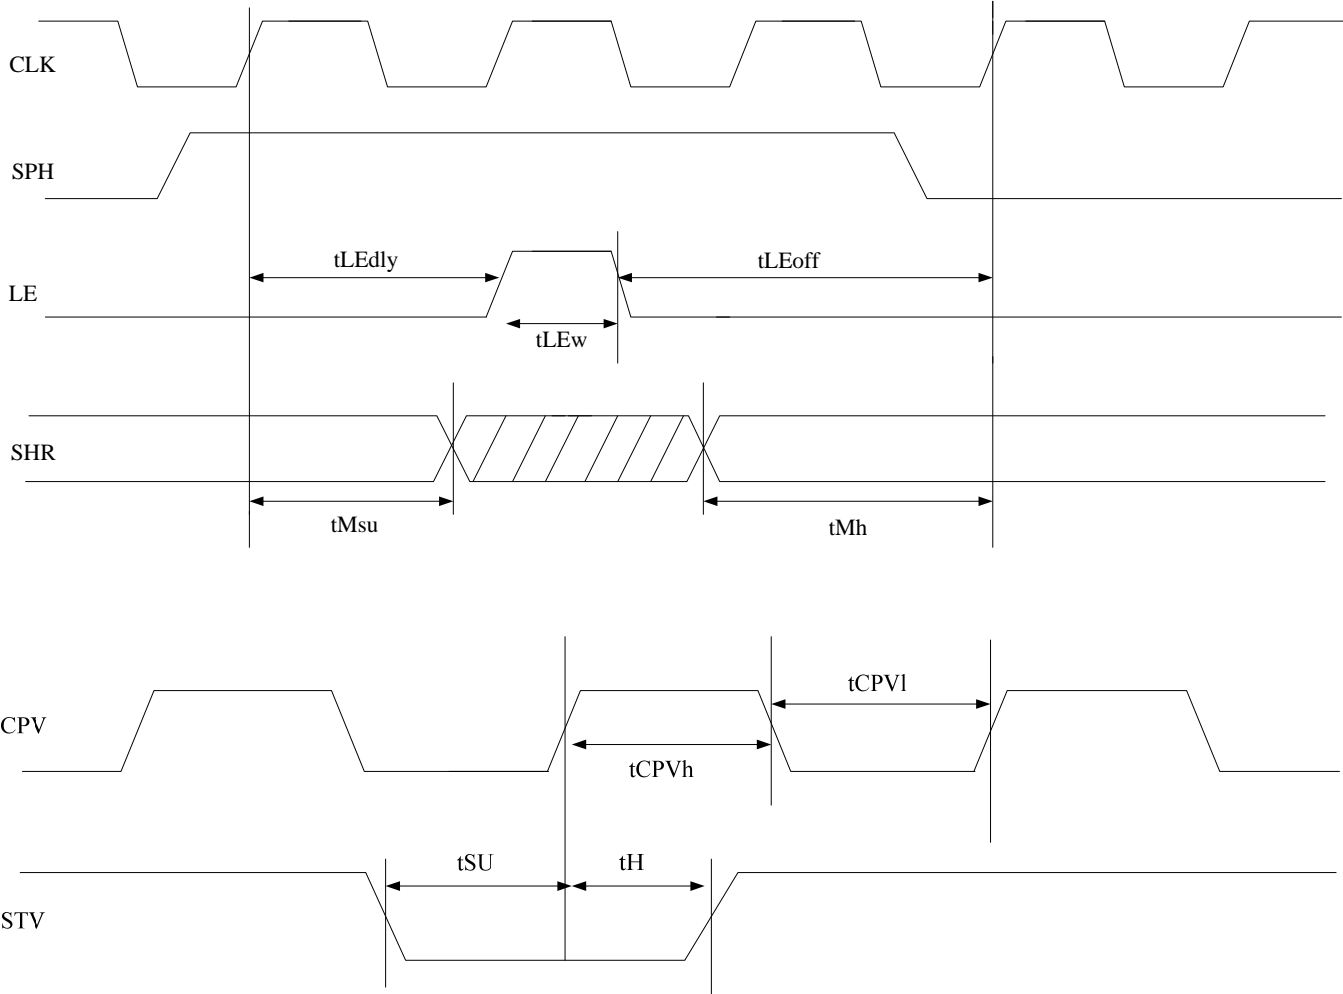 CLK
SPH
tLEdly
tLEoff
LE
tLEw
SHR
tMsu
tMh
tCPVl
CPV
tCPVh
tSU
tH
STV